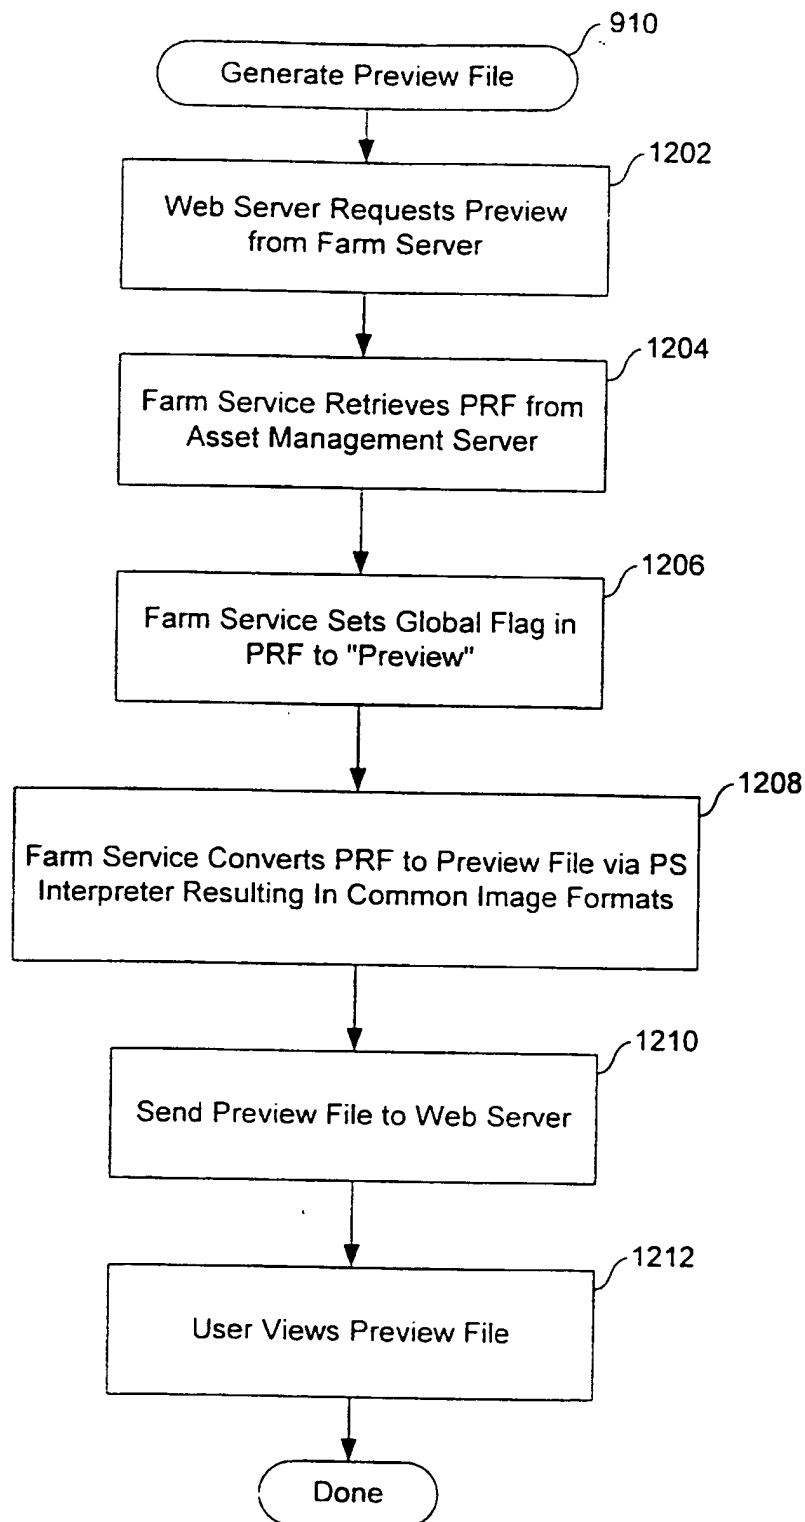 910
Generate Preview File
1202
Web Server Requests Preview
from Farm Server
1204
Farm Service Retrieves PRF from
Asset Management Server
1206
Farm Service Sets Global Flag in
PRF to "Preview"
1208
Farm Service Converts PRF to Preview File via PS
Interpreter Resulting In Common Image Formats
1210
Send Preview File to Web Server
1212
User Views Preview File
Done